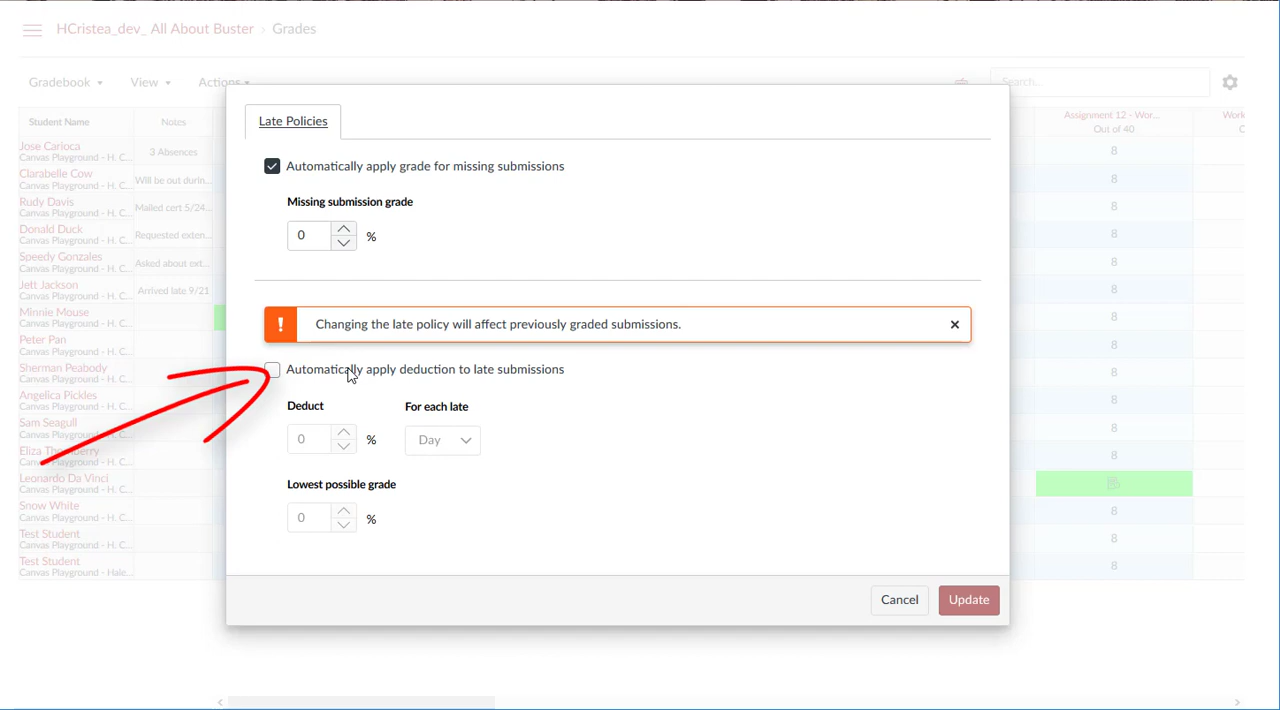 HCristea_dev_ All About Buster › Grades
Gradebook View Actions Search...
Student Name Notes Assignment 12 - Wor... Work
Out of 40
Jose Carioca
Canvas Playground - H. C... 3 Absences 8
Clarabelle Cow
Canvas Playground - H. C... Will be out durin... 8
Rudy Davis
Canvas Playground - H. C... Mailed cert 5/24... 8
Donald Duck
Canvas Playground - H. C... Requested exten... 8
Speedy Gonzales
Canvas Playground - H. C... Asked about ext... 8
Jett Jackson
Canvas Playground - H. C... Arrived late 9/21 8
Minnie Mouse
Canvas Playground - H. C... 8
Peter Pan
Canvas Playground - H. C... 8
Sherman Peabody
Canvas Playground - H. C... 8
Angelica Pickles
Canvas Playground - H. C... 8
Sam Seagull
Canvas Playground - H. C... 8
Eliza Thornberry
Canvas Playground - H. C... 8
Leonardo Da Vinci
Canvas Playground - H. C...
Snow White
Canvas Playground - H. C... 8
Test Student
Canvas Playground - H. C... 8
Test Student
Canvas Playground - Hale... 8
Late Policies
Automatically apply grade for missing submissions
Missing submission grade
0 %
! Changing the late policy will affect previously graded submissions. ×
Automatically apply deduction to late submissions
Deduct For each late
0 % Day
Lowest possible grade
0 %
Cancel Update